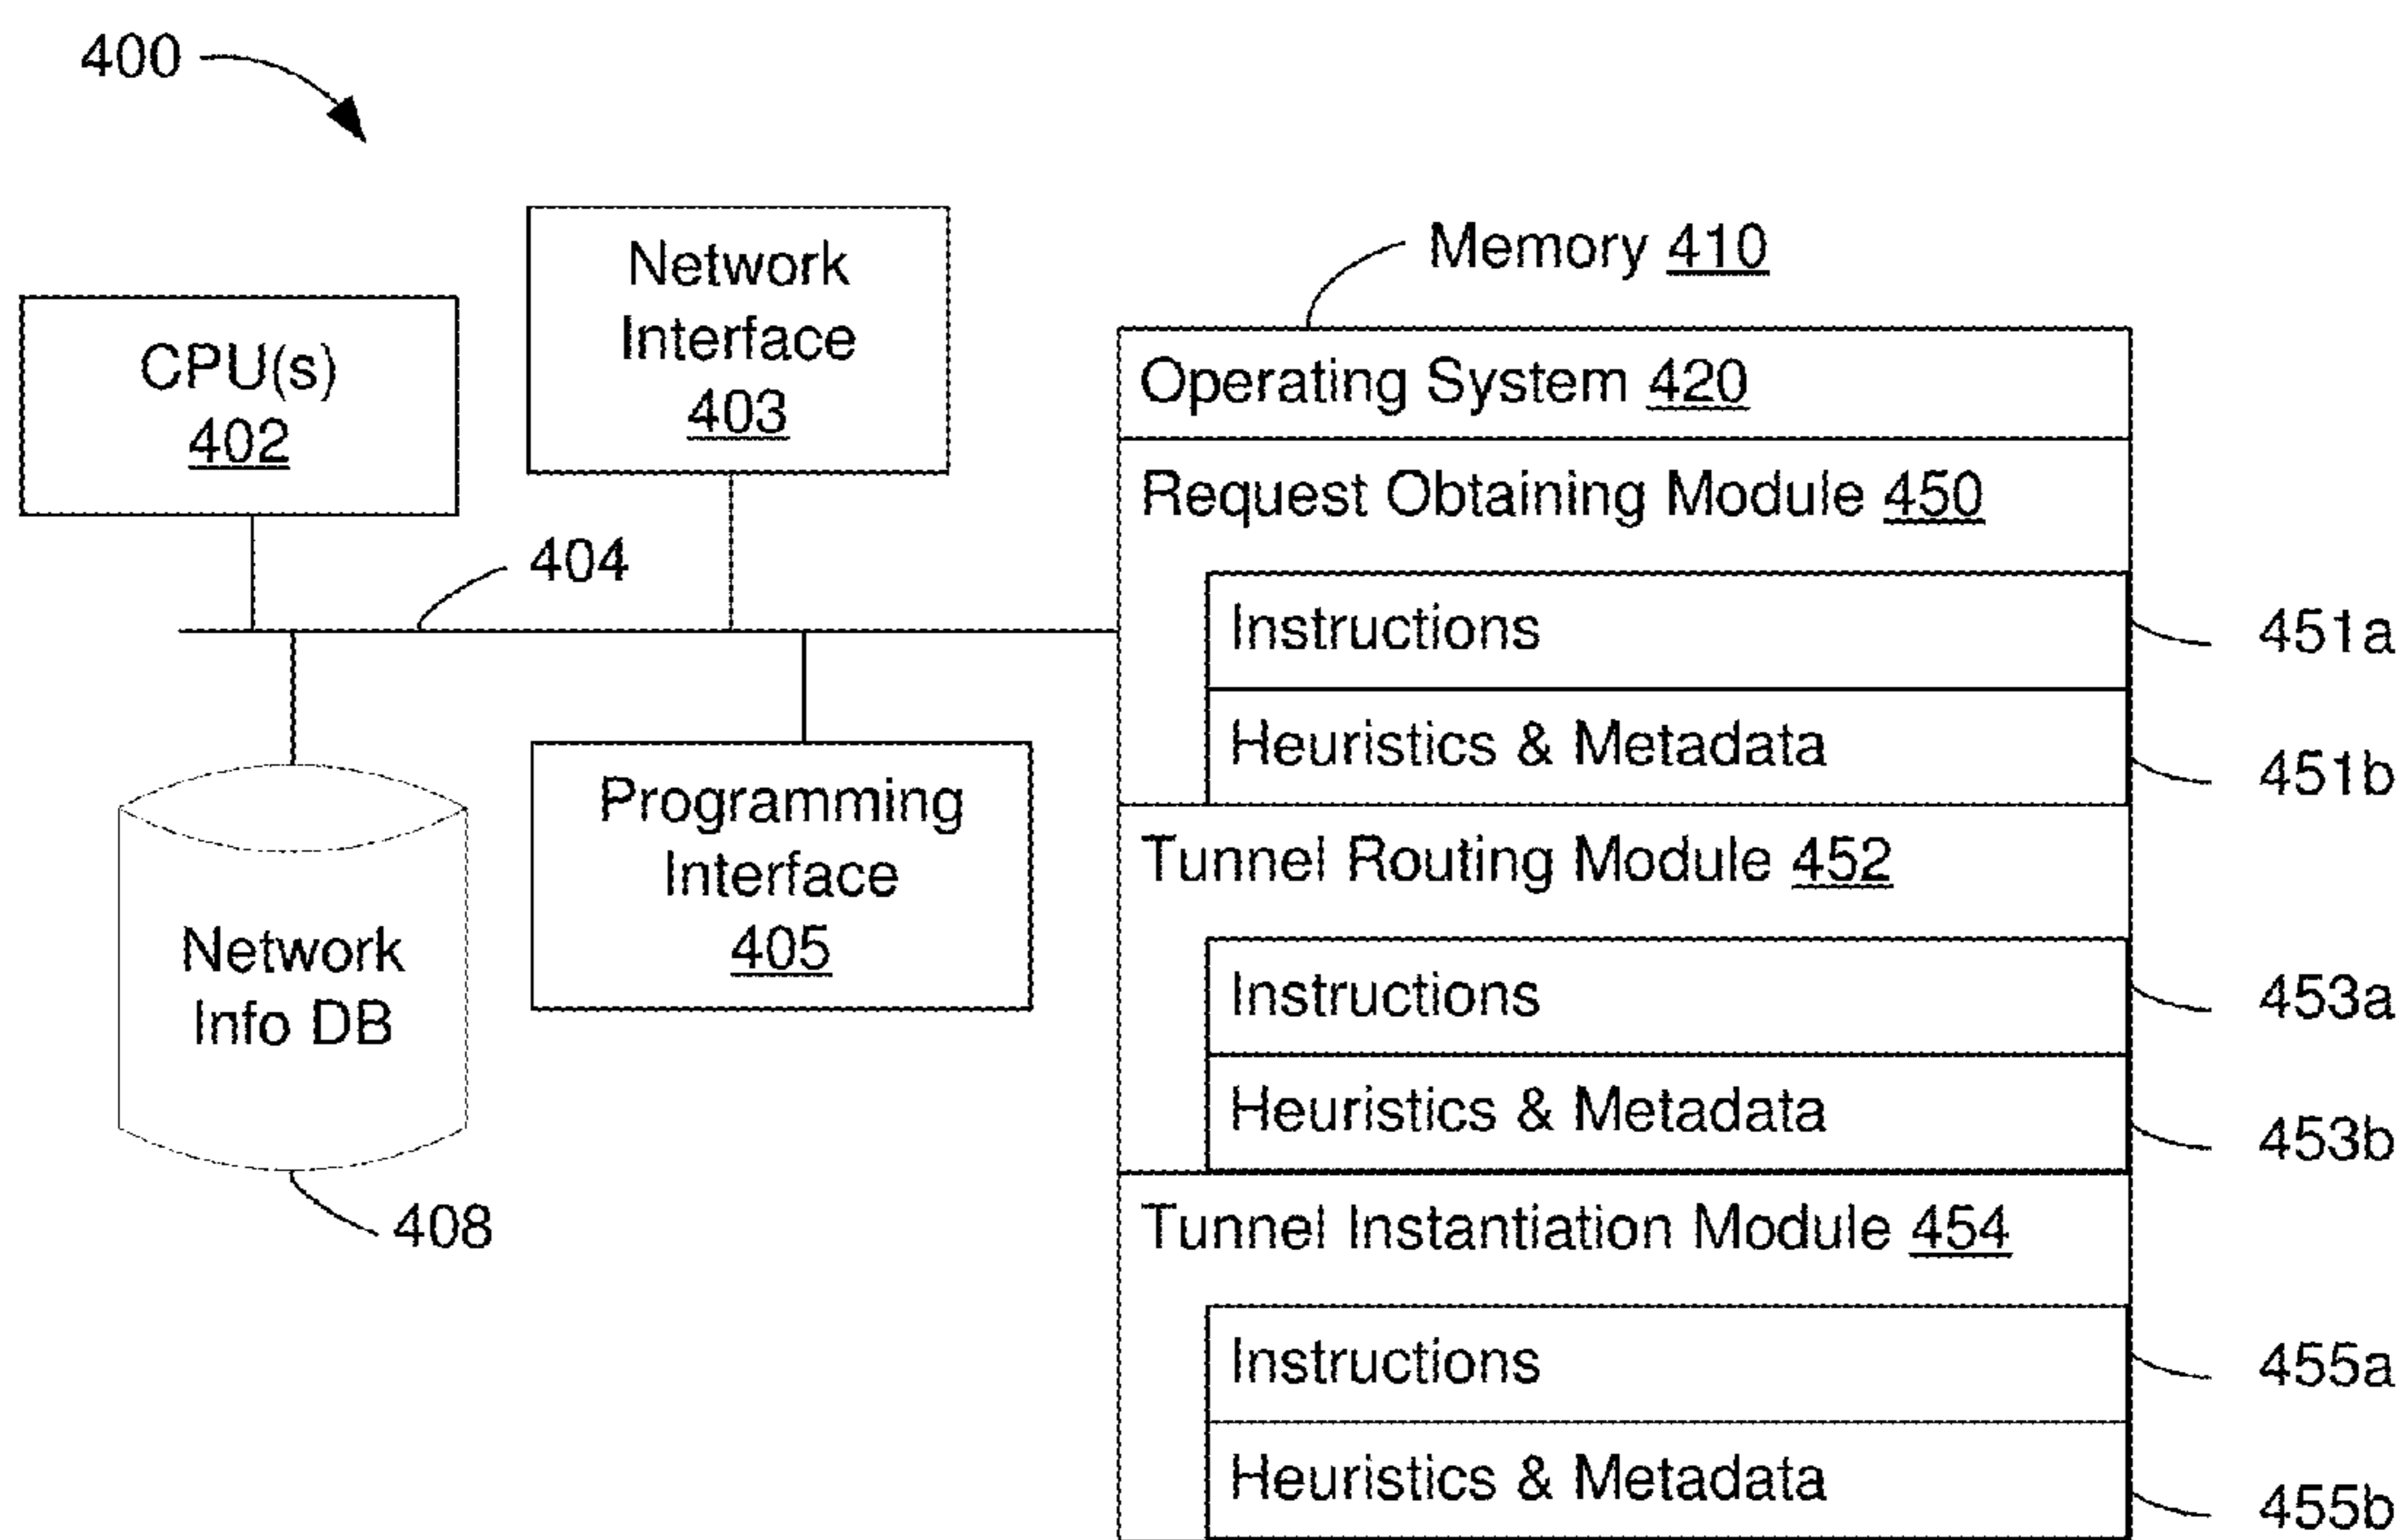 400
CPU(s)
402
Network
Interface
403
404
Network
Info DB
408
Programming
Interface
405
Memory 410
Operating System 420
Request Obtaining Module 450
Instructions
451a
Heuristics & Metadata
451b
Tunnel Routing Module 452
Instructions
453a
Heuristics & Metadata
453b
Tunnel Instantiation Module 454
Instructions
455a
Heuristics & Metadata
455b